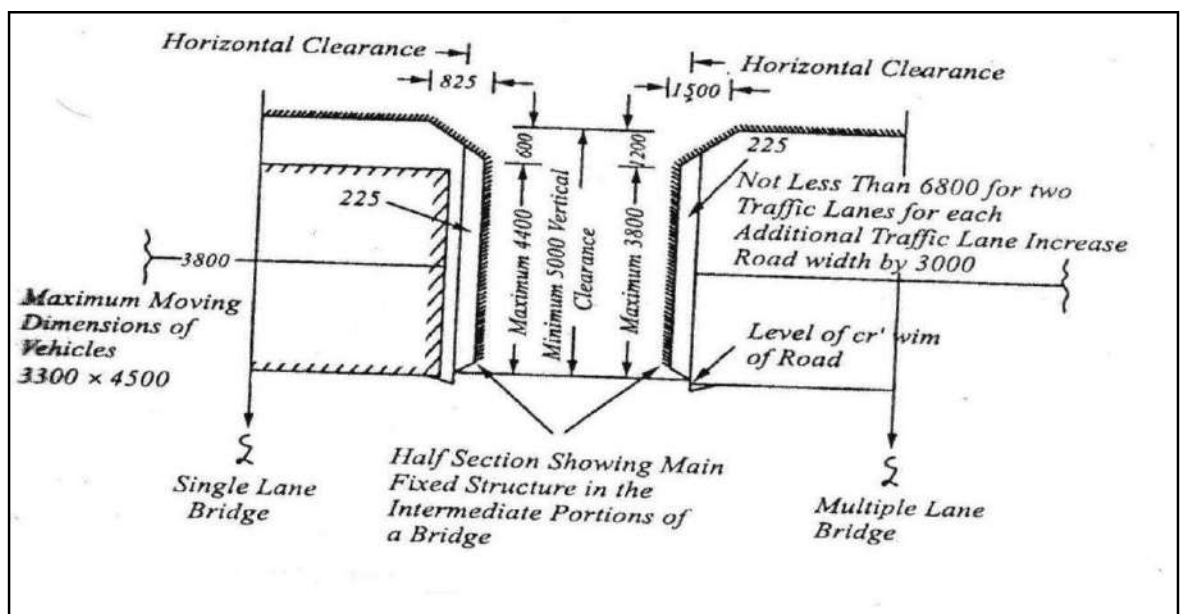 Horizontal Clearance
Horizontal Clearance
825
1500
600
1200
225
225
Maximum 4400
Minimum 5000 Vertical
Clearance
Maximum 3800
Not Less Than 6800 for two
Traffic Lanes for each
Additional Traffic Lane Increase
Road width by 3000
3800
Maximum Moving
Dimensions of
Vehicles
3300 × 4500
Level of cr' wim
of Road
Half Section Showing Main
Fixed Structure in the
Intermediate Portions of
a Bridge
Single Lane
Bridge
Multiple Lane
Bridge